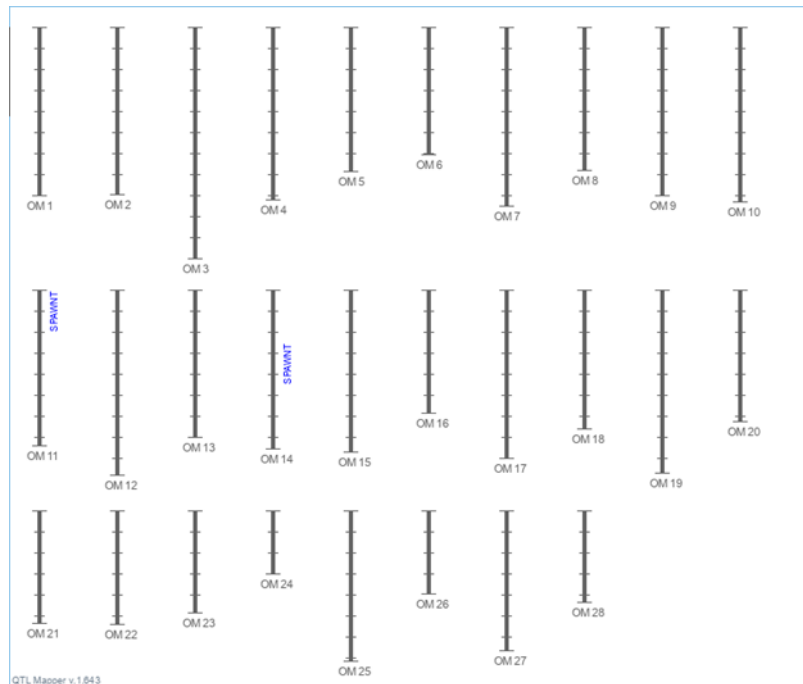 OM 1
OM 2
OM 3
OM 4
OM 5
OM 6
OM 7
OM 8
OM 9
OM 10
SPAWNT
SPAWNT
OM 11
OM 12
OM 13
OM 14
OM 15
OM 16
OM 17
OM 18
OM 19
OM 20
OM 21
OM 22
OM 23
OM 24
OM 25
OM 26
OM 27
OM 28
QTL Mapper v.1.643